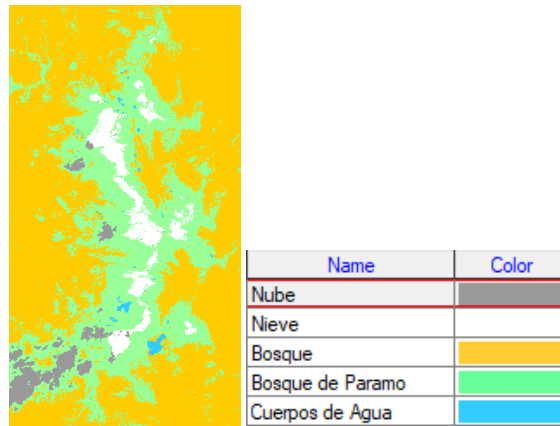 Name Color
Nube
Nieve
Bosque
Bosque de Paramo
Cuerpos de Agua